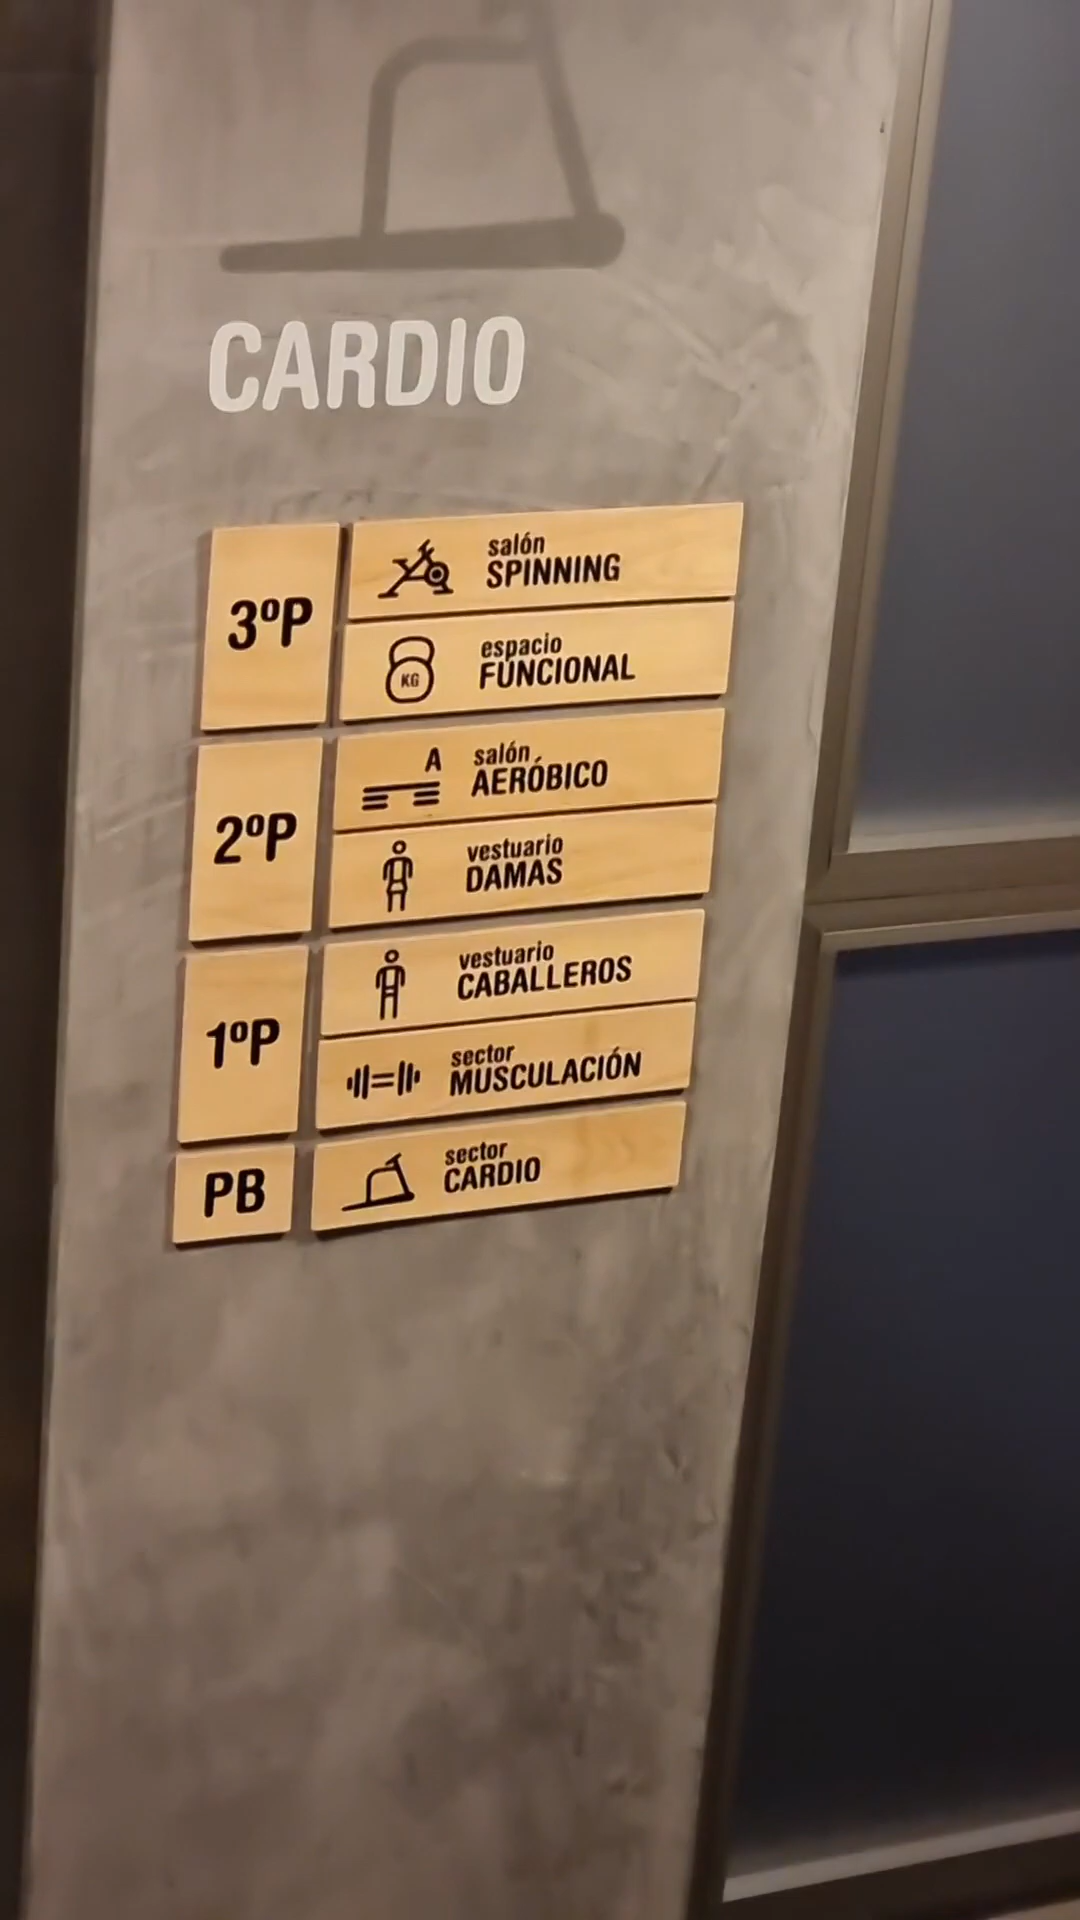 CARDIO
3ºP
salón
SPINNING
KG
espacio
FUNCIONAL
2ºP
A
salón
AERÓBICO
vestuario
DAMAS
1ºP
vestuario
CABALLEROS
sector
MUSCULACIÓN
PB
sector
CARDIO